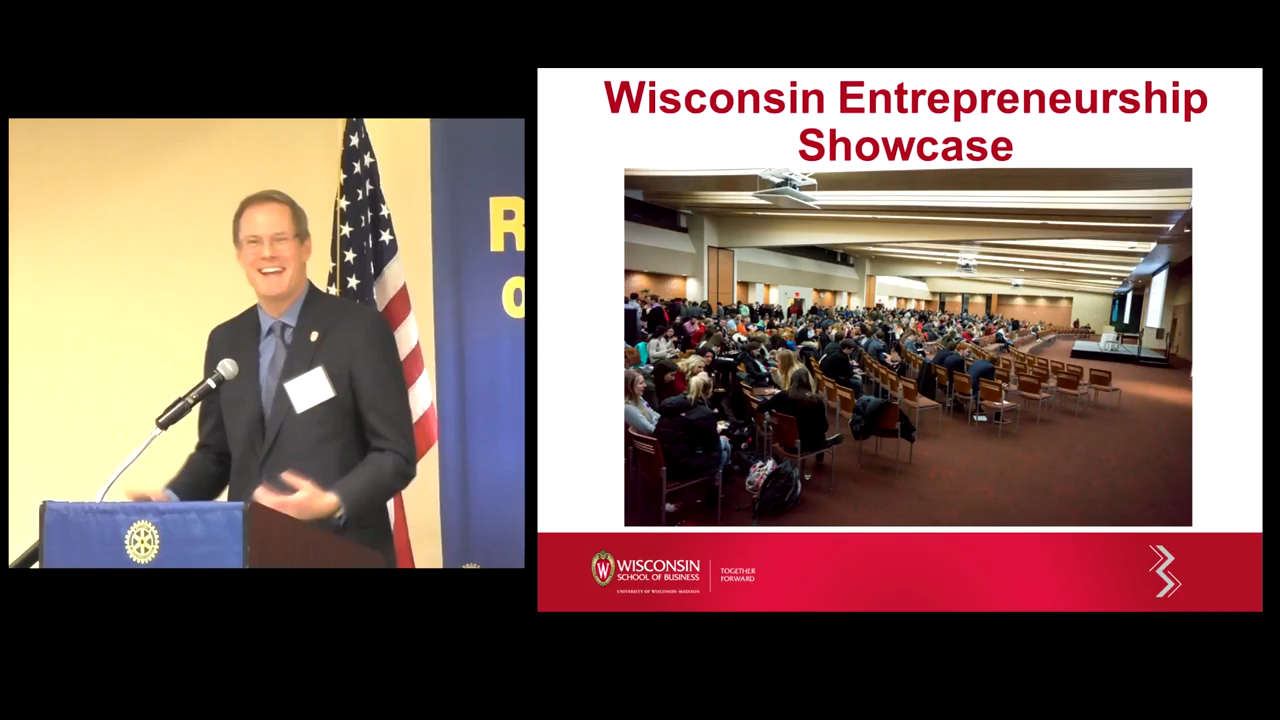 R
Wisconsin Entrepreneurship
Showcase
W
WISCONSIN
SCHOOL OF BUSINESS
UNIVERSITY OF WISCONSIN-MADISON
TOGETHER
FORWARD